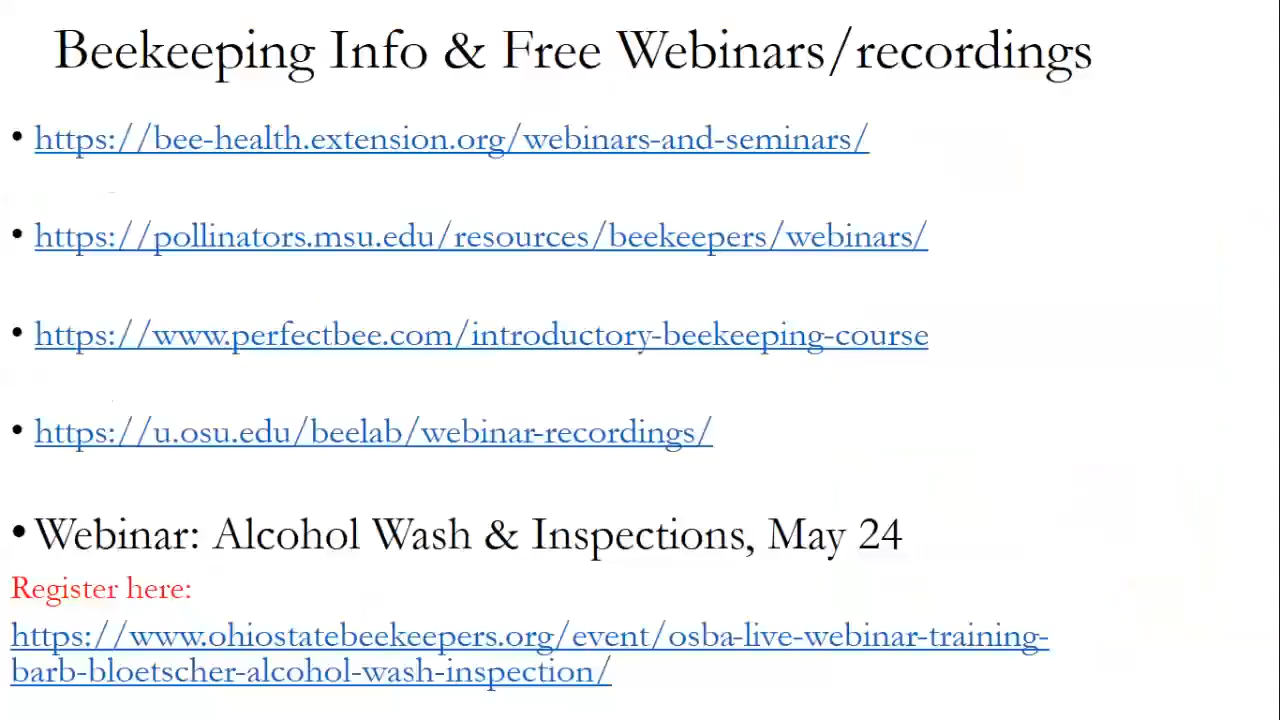 Beekeeping Info & Free Webinars/recordings
• https://bee-health.extension.org/webinars-and-seminars/
• https://pollinators.msu.edu/resources/beekeepers/webinars/
• https://www.perfectbee.com/introductory-beekeeping-course
• https://u.osu.edu/beelab/webinar-recordings/
• Webinar: Alcohol Wash & Inspections, May 24
Register here:
https://www.ohiostatebeekeepers.org/event/osba-live-webinar-training-
barb-bloetscher-alcohol-wash-inspection/